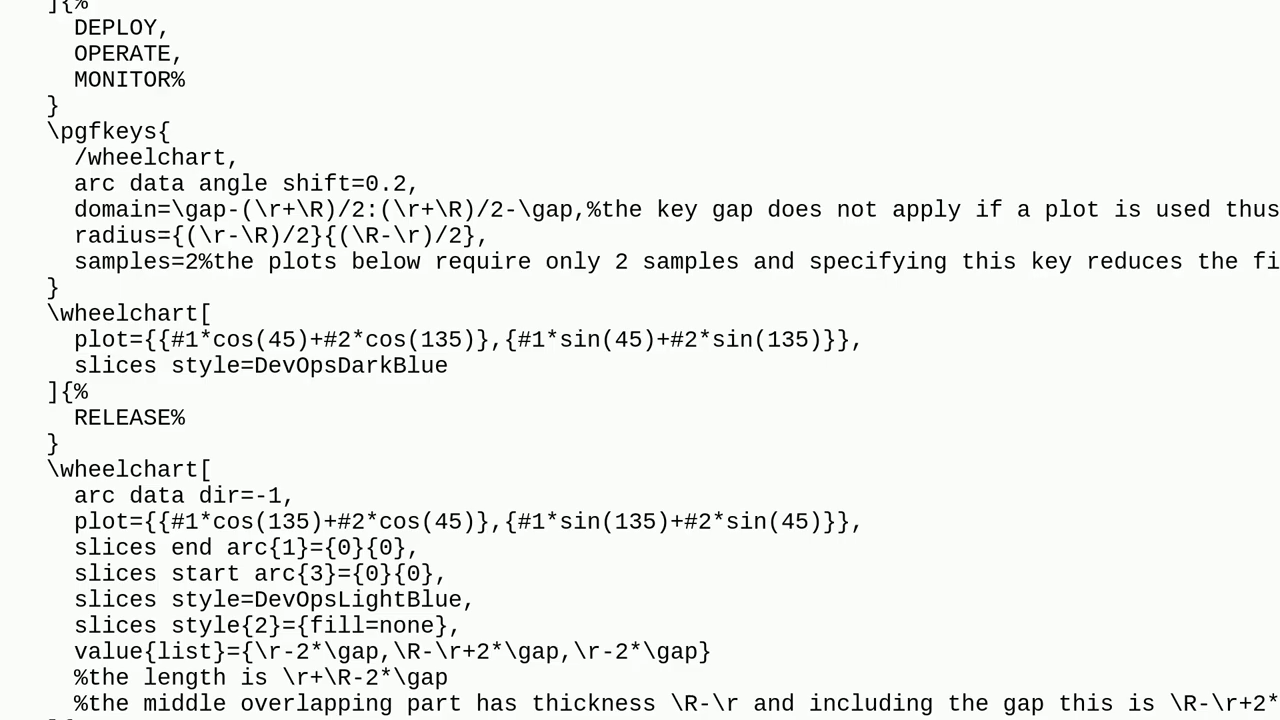 ]{%
DEPLOY,
OPERATE,
MONITOR%
}
\pgfkeys{
/wheelchart,
arc data angle shift=0.2,
domain=\gap-(\r+\R)/2:(\r+\R)/2-\gap,%the key gap does not apply if a plot is used thus
radius={(\r-\R)/2}{(\R-\r)/2},
samples=2%the plots below require only 2 samples and specifying this key reduces the fi
}
\wheelchart[
plot={{#1*cos(45)+#2*cos(135)},{#1*sin(45)+#2*sin(135)}},
slices style=DevOpsDarkBlue
]{%
RELEASE%
}
\wheelchart[
arc data dir=-1,
plot={{#1*cos(135)+#2*cos(45)},{#1*sin(135)+#2*sin(45)}},
slices end arc{1}={0}{0},
slices start arc{3}={0}{0},
slices style=DevOpsLightBlue,
slices style{2}={fill=none},
value{list}={\r-2*\gap,\R-\r+2*\gap,\r-2*\gap}
%the length is \r+\R-2*\gap
%the middle overlapping part has thickness \R-\r and including the gap this is \R-\r+2*